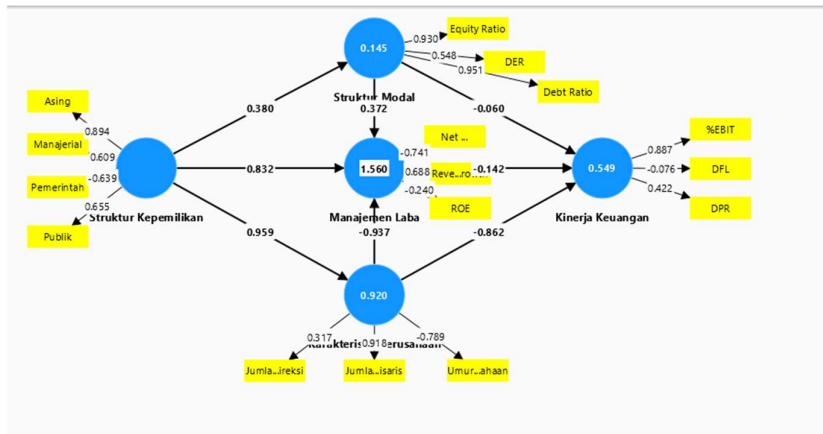 Equity Ratio
0.930
0.145
0.548
DER
0.951
Debt Ratio
Struktur Modal
Asing
0.380
0.372
-0.060
0.894
Net ...
%EBIT
Manajerial
0.609
-0.741
0.887
0.832
1.560
0.688
-0.142
0.549
-0.076
DFL
Pemerintah
-0.639
-0.240
0.422
0.655
ROE
DPR
Struktur Kepemilikan
Manajemen Laba
Kinerja Keuangan
Publik
0.959
-0.937
-0.862
0.920
0.317
0.918
-0.789
Jumla...ireksi
Jumla...isaris
Umur...ahaan